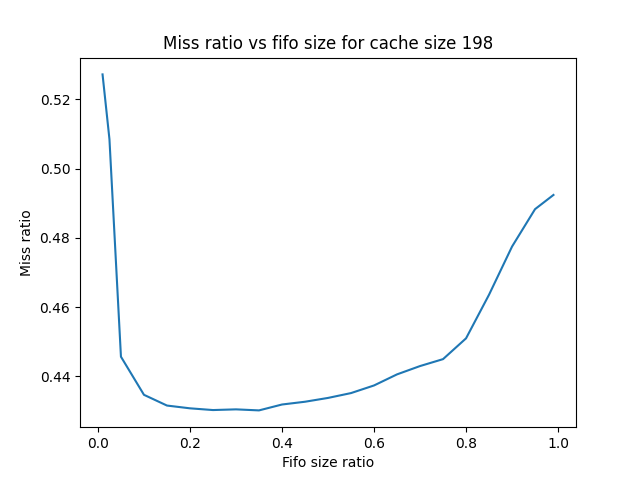 Miss ratio vs fifo size for cache size 198
0.52
0.50
0.48
0.46
0.44
Miss ratio
0.0 0.2 0.4 0.6 0.8 1.0
Fifo size ratio